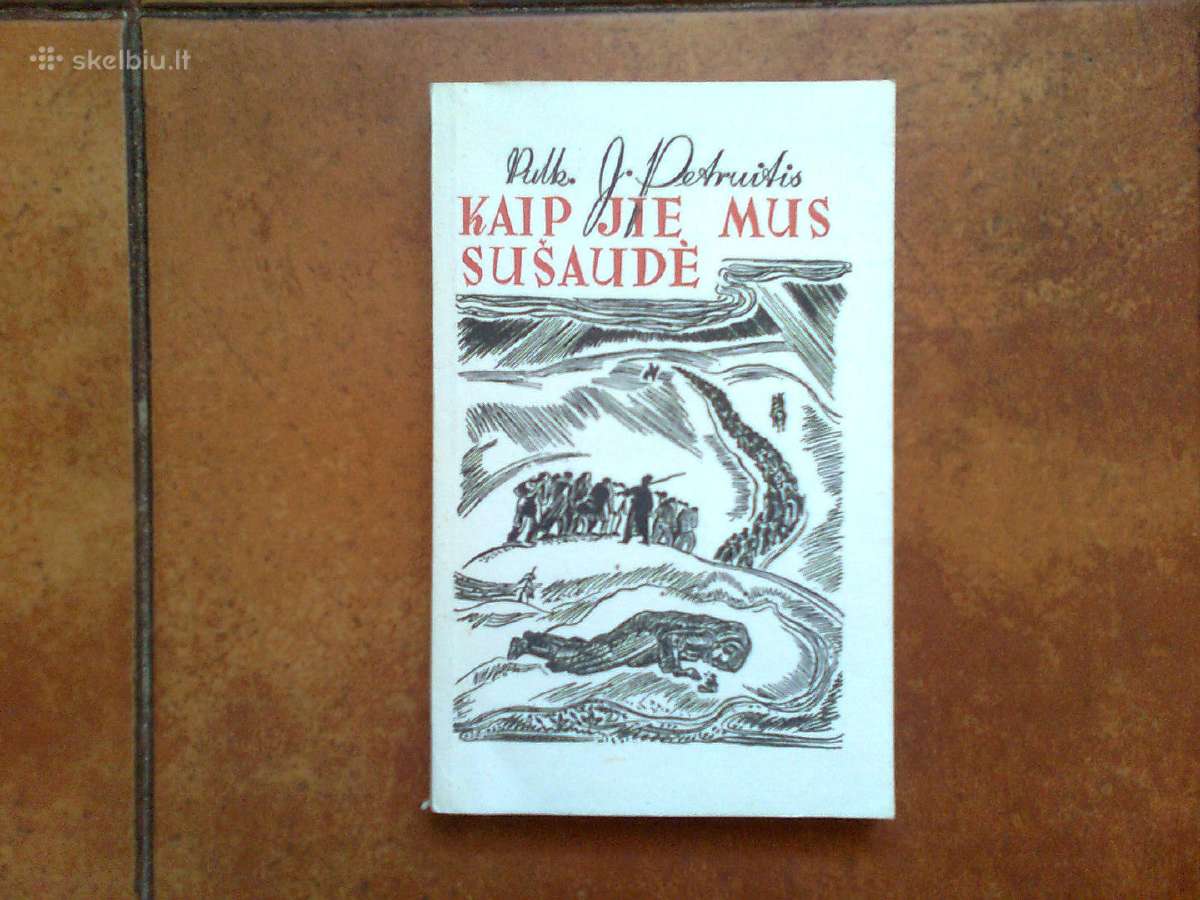 skelbiu.lt
Pulk. J. Petruitis
KAIP JIE MUS
SUŠAUDĖ